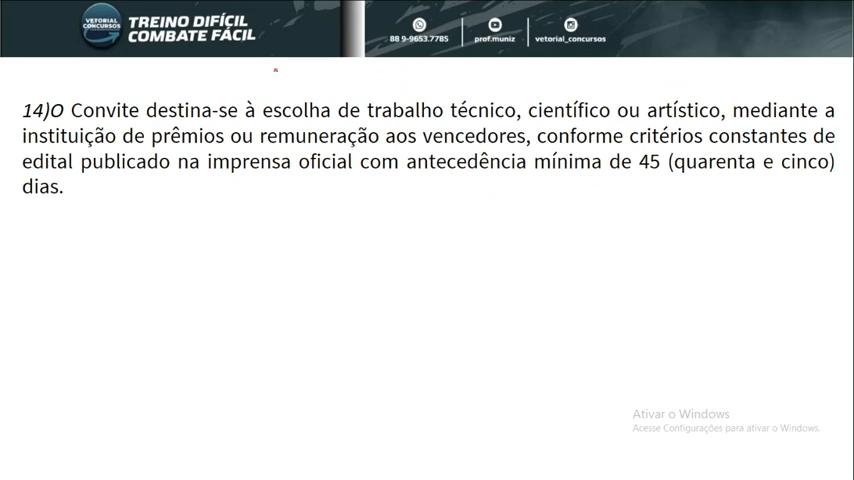 VETORIAL
CONCURSOS
TREINO DIFÍCIL
COMBATE FÁCIL
88 9-9653.7785
prof.muniz
vetorial_concursos
14)O Convite destina-se à escolha de trabalho técnico, científico ou artístico, mediante a
instituição de prêmios ou remuneração aos vencedores, conforme critérios constantes de
edital publicado na imprensa oficial com antecedência mínima de 45 (quarenta e cinco)
dias.
Ativar o Windows
Acesse Configurações para ativar o Windows.